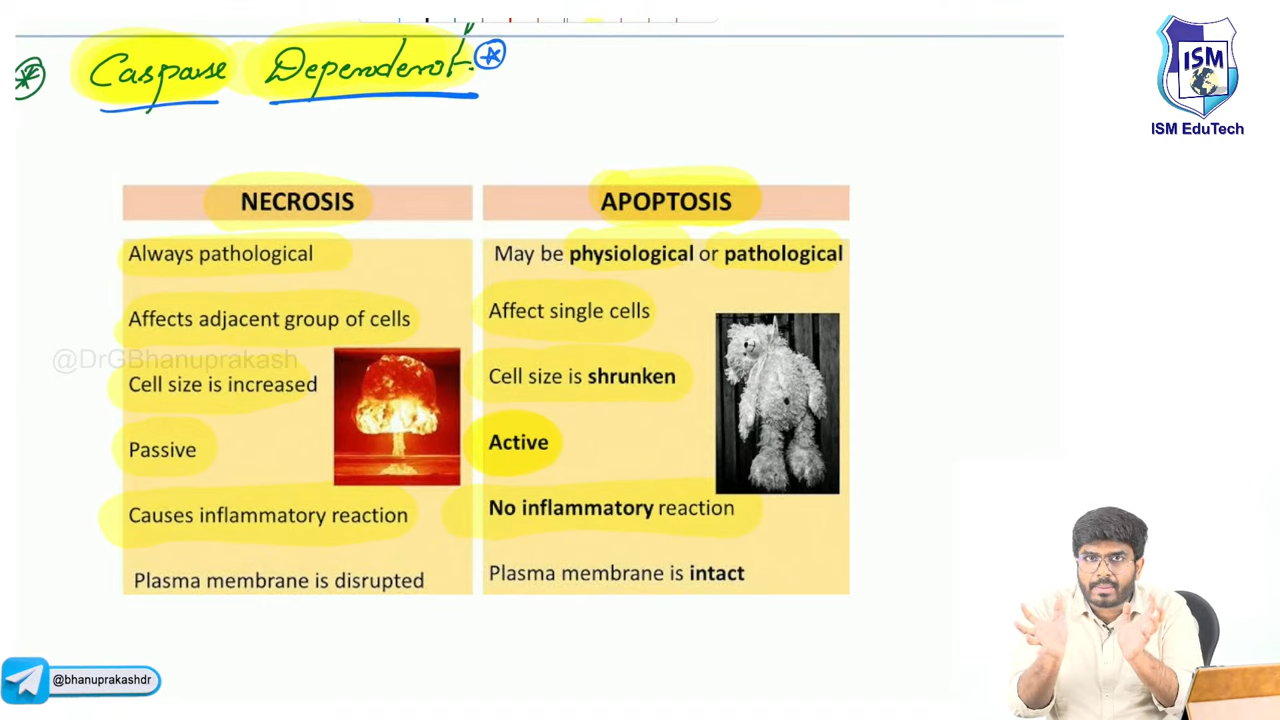 Caspase Dependent.
ISM
ISM EduTech
NECROSIS
Always pathological
Affects adjacent group of cells
@DrGBhanuprakash
Cell size is increased
Passive
Causes inflammatory reaction
Plasma membrane is disrupted
APOPTOSIS
May be physiological or pathological
Affect single cells
Cell size is shrunken
Active
No inflammatory reaction
Plasma membrane is intact
@bhanuprakashdr